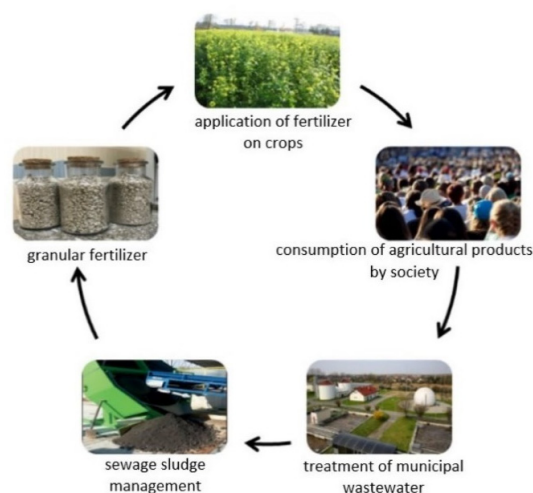 application of fertilizer
on crops
consumption of agricultural products
by society
treatment of municipal
wastewater
sewage sludge
management
granular fertilizer